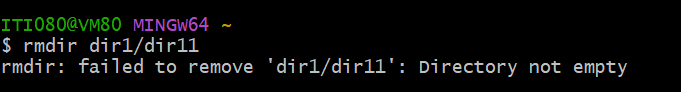 ITI080@VM80 MINGW64 ~
$ rmdir dir1/dir11
rmdir: failed to remove 'dir1/dir11': Directory not empty